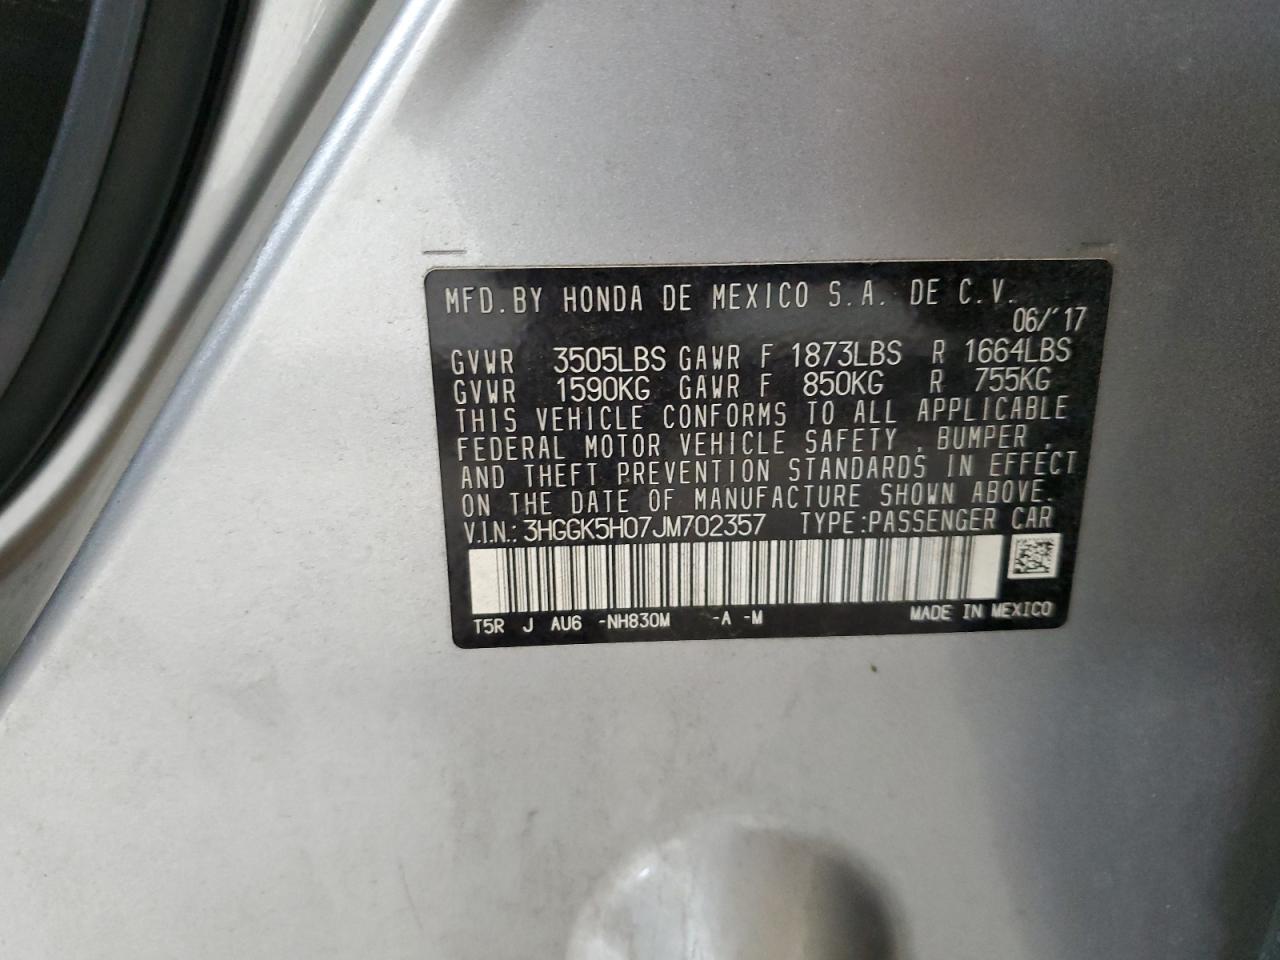 MFD. BY HONDA DE MEXICO S.A. DE C.V.
06/'17
GVWR 3505LBS GAWR F 1873LBS R 1664LBS
GVWR 1590KG GAWR F 850KG R 755KG
THIS VEHICLE CONFORMS TO ALL APPLICABLE
FEDERAL MOTOR VEHICLE SAFETY , BUMPER ,
AND THEFT PREVENTION STANDARDS IN EFFECT
ON THE DATE OF MANUFACTURE SHOWN ABOVE.
V.I.N.: 3HGGK5H07JM702357 TYPE:PASSENGER CAR
T5R J AU6 -NH830M -A -M MADE IN MEXICO